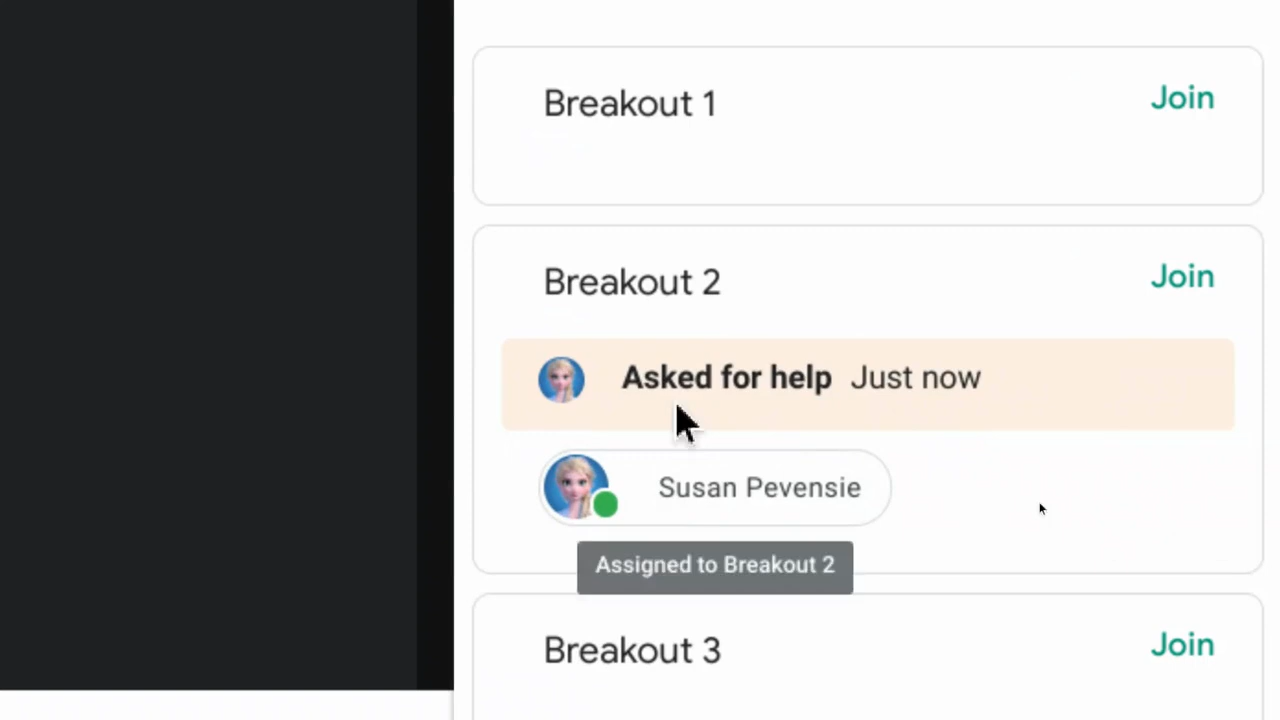 Breakout 1
Join
Breakout 2
Join
Asked for help Just now
Susan Pevensie
Assigned to Breakout 2
Breakout 3
Join